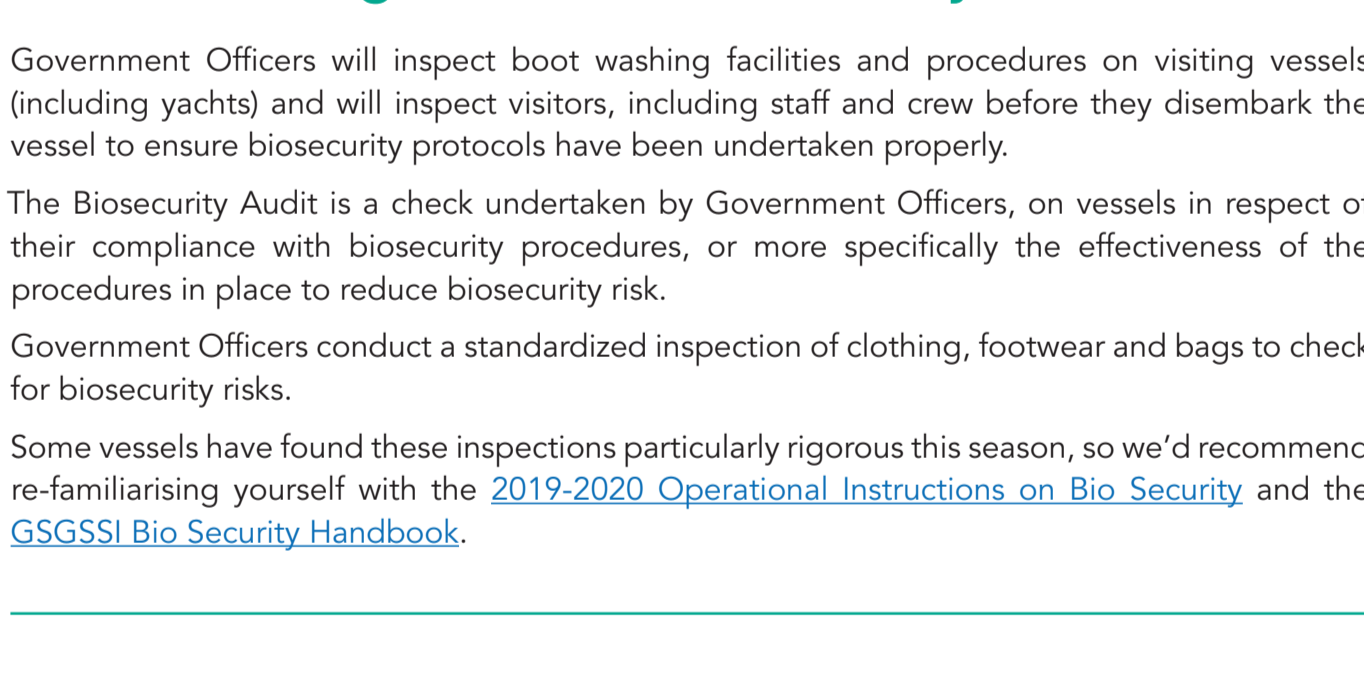 Government Officers will inspect boot washing facilities and procedures on visiting vessels
(including yachts) and will inspect visitors, including staff and crew before they disembark the
vessel to ensure biosecurity protocols have been undertaken properly.
The Biosecurity Audit is a check undertaken by Government Officers, on vessels in respect of
their compliance with biosecurity procedures, or more specifically the effectiveness of the
procedures in place to reduce biosecurity risk.
Government Officers conduct a standardized inspection of clothing, footwear and bags to check
for biosecurity risks.
Some vessels have found these inspections particularly rigorous this season, so we’d recommend
re-familiarising yourself with the 2019-2020 Operational Instructions on Bio Security and the
GSGSSI Bio Security Handbook.